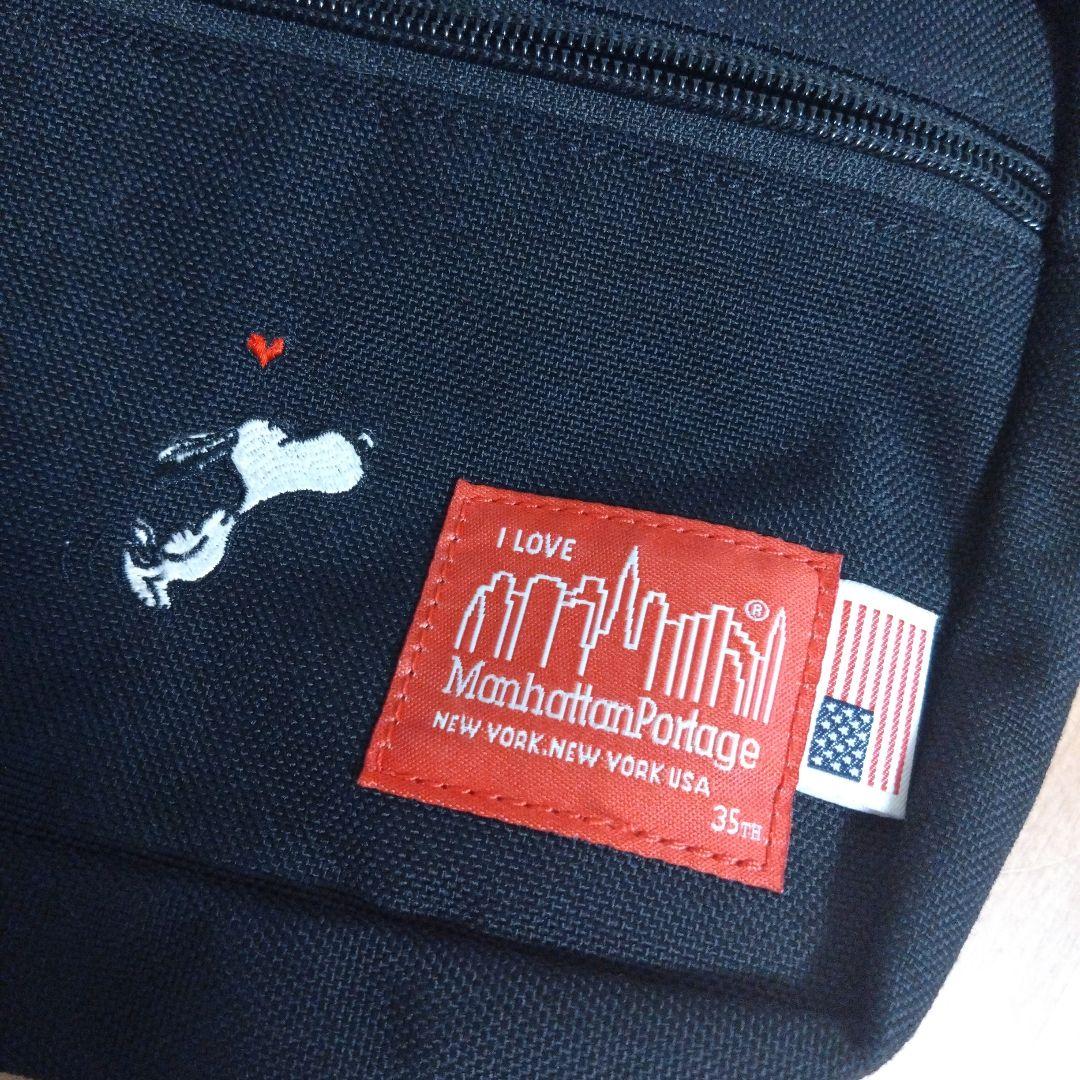 I LOVE
®
ManhattanPortage
NEW YORK.NEW YORK USA
35TH